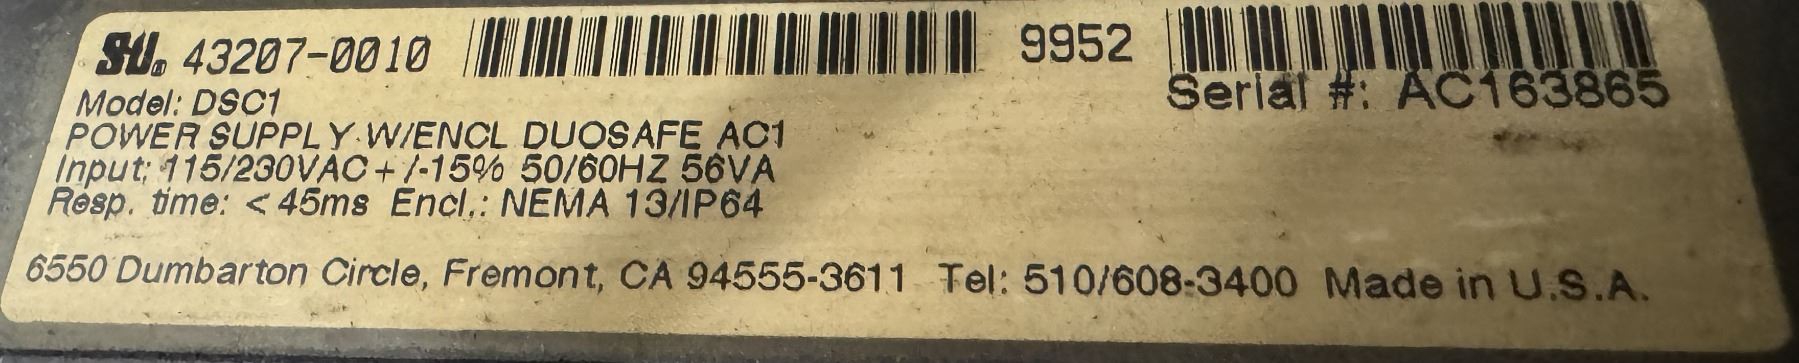 STI® 43207-0010 9952
Serial #: AC163865
Model: DSC1
POWER SUPPLY W/ENCL DUOSAFE AC1
Input: 115/230VAC +/-15% 50/60HZ 56VA
Resp. time: < 45ms Encl.: NEMA 13/IP64
6550 Dumbarton Circle, Fremont, CA 94555-3611 Tel: 510/608-3400 Made in U.S.A.